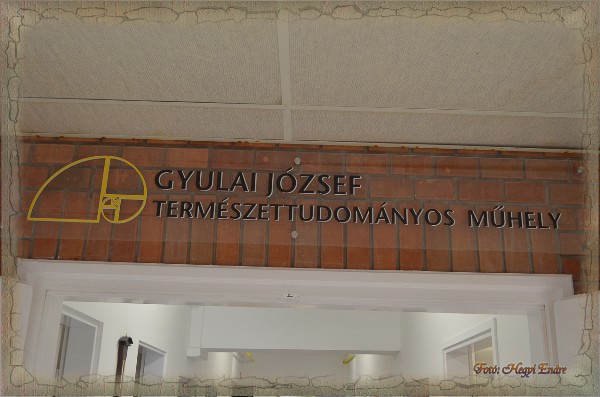 GYULAI JÓZSEF
TERMÉSZETTUDOMÁNYOS MŰHELY
Fotó: Hegyi Endre